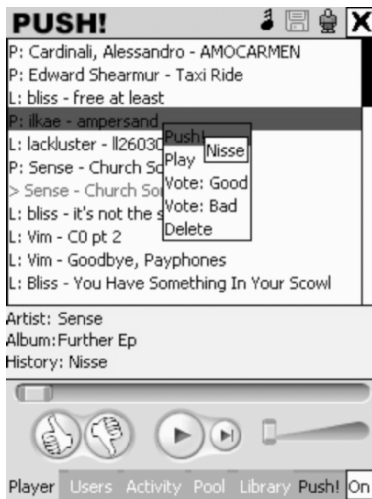 PUSH!
X
P: Cardinali, Alessandro - AMOCARMEN
P: Edward Shearmur - Taxi Ride
L: bliss - free at least
P: ilkae - ampersand
Push!
Nisse
L: lackluster - ll26030
Play
P: Sense - Church So
> Sense - Church So
Vote: Good
L: bliss - it's not the s
Vote: Bad
L: Vim - C0 pt 2
Delete
L: Vim - Goodbye, Payphones
L: Bliss - You Have Something In Your Scowl
Artist: Sense
Album:Further Ep
History: Nisse
Player Users Activity Pool Library Push! On